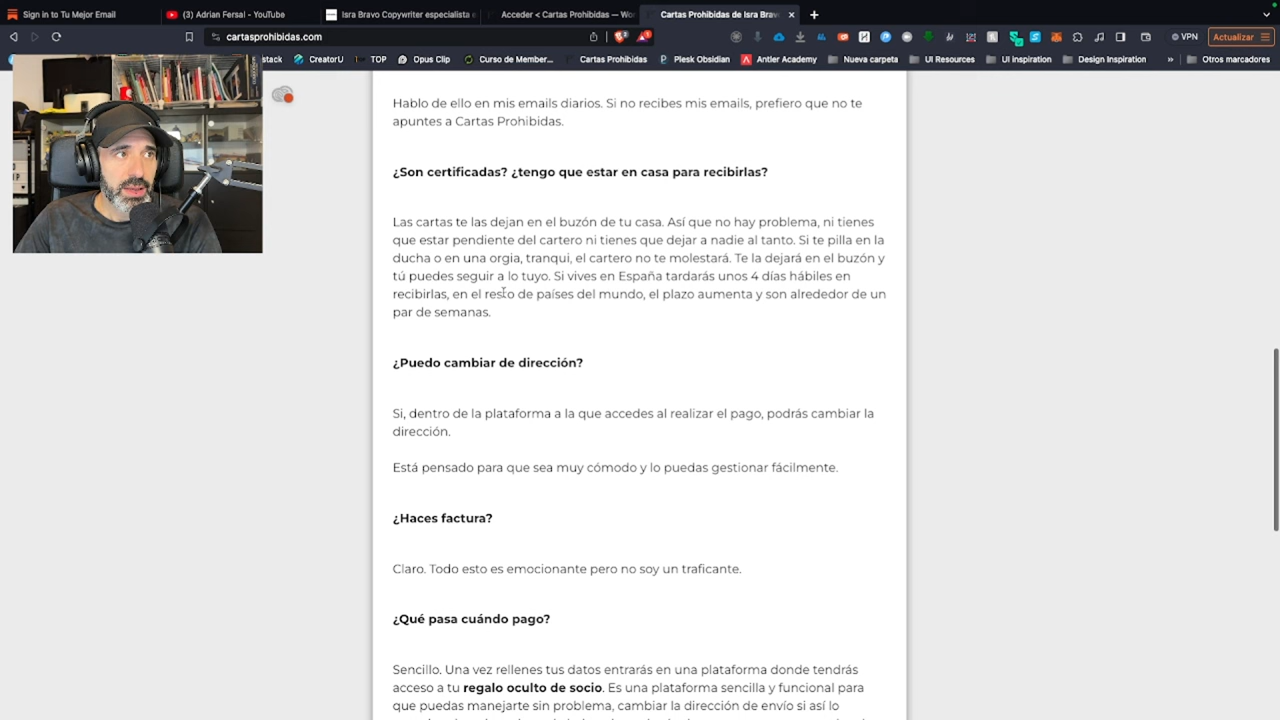 Sign in to Tu Mejor Email
(3) Adrian Fersal - YouTube
Isra Bravo Copywriter especialista e
Acceder < Cartas Prohibidas — Wor
Cartas Prohibidas de Isra Brav
cartasprohibidas.com
VPN
Actualizar
stack
CreatorU
TOP
Opus Clip
Curso de Member...
Cartas Prohibidas
Plesk Obsidian
Antler Academy
Nueva carpeta
UI Resources
UI Inspiration
Design Inspiration
»
Otros marcadores
Hablo de ello en mis emails diarios. Si no recibes mis emails, prefiero que no te
apuntes a Cartas Prohibidas.
¿Son certificadas? ¿tengo que estar en casa para recibirlas?
Las cartas te las dejan en el buzón de tu casa. Así que no hay problema, ni tienes
que estar pendiente del cartero ni tienes que dejar a nadie al tanto. Si te pilla en la
ducha o en una orgia, tranqui, el cartero no te molestará. Te la dejará en el buzón y
tú puedes seguir a lo tuyo. Si vives en España tardarás unos 4 días hábiles en
recibirlas, en el resto de países del mundo, el plazo aumenta y son alrededor de un
par de semanas.
¿Puedo cambiar de dirección?
Si, dentro de la plataforma a la que accedes al realizar el pago, podrás cambiar la
dirección.
Está pensado para que sea muy cómodo y lo puedas gestionar fácilmente.
¿Haces factura?
Claro. Todo esto es emocionante pero no soy un traficante.
¿Qué pasa cuándo pago?
Sencillo. Una vez rellenes tus datos entrarás en una plataforma donde tendrás
acceso a tu regalo oculto de socio. Es una plataforma sencilla y funcional para
que puedas manejarte sin problema, cambiar la dirección de envío si así lo